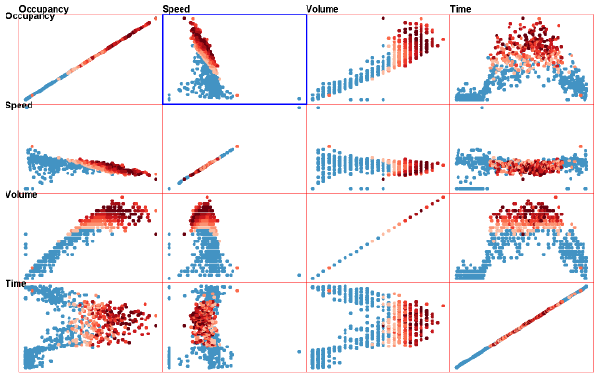 Occupancy Speed Volume Time
Occupancy
Speed
Volume
Time